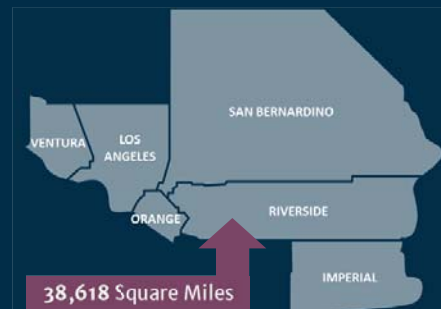 SAN BERNARDINO
VENTURA
LOS
ANGELES
ORANGE
RIVERSIDE
IMPERIAL
38,618 Square Miles